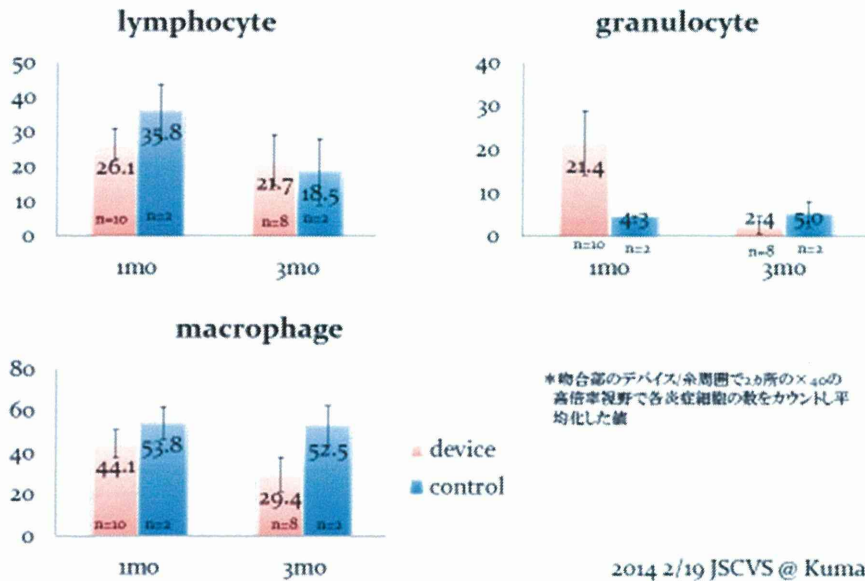 lymphocyte
50
40
30
20
10
0
26.1
35.8
21.7
18.5
n=10
n=2
n=8
n=2
1mo
3mo
granulocyte
40
30
20
10
0
21.4
4.3
2.4
5.0
n=10
n=2
n=8
n=2
1mo
3mo
macrophage
80
60
40
20
0
44.1
53.8
29.4
52.5
n=10
n=2
n=8
n=2
1mo
3mo
device
control
*吻合部のデバイス/糸周囲で2ヵ所の×40の
高倍率視野で各炎症細胞の数をカウントし平
均化した値
2014 2/19 JSCVS @ Kuma